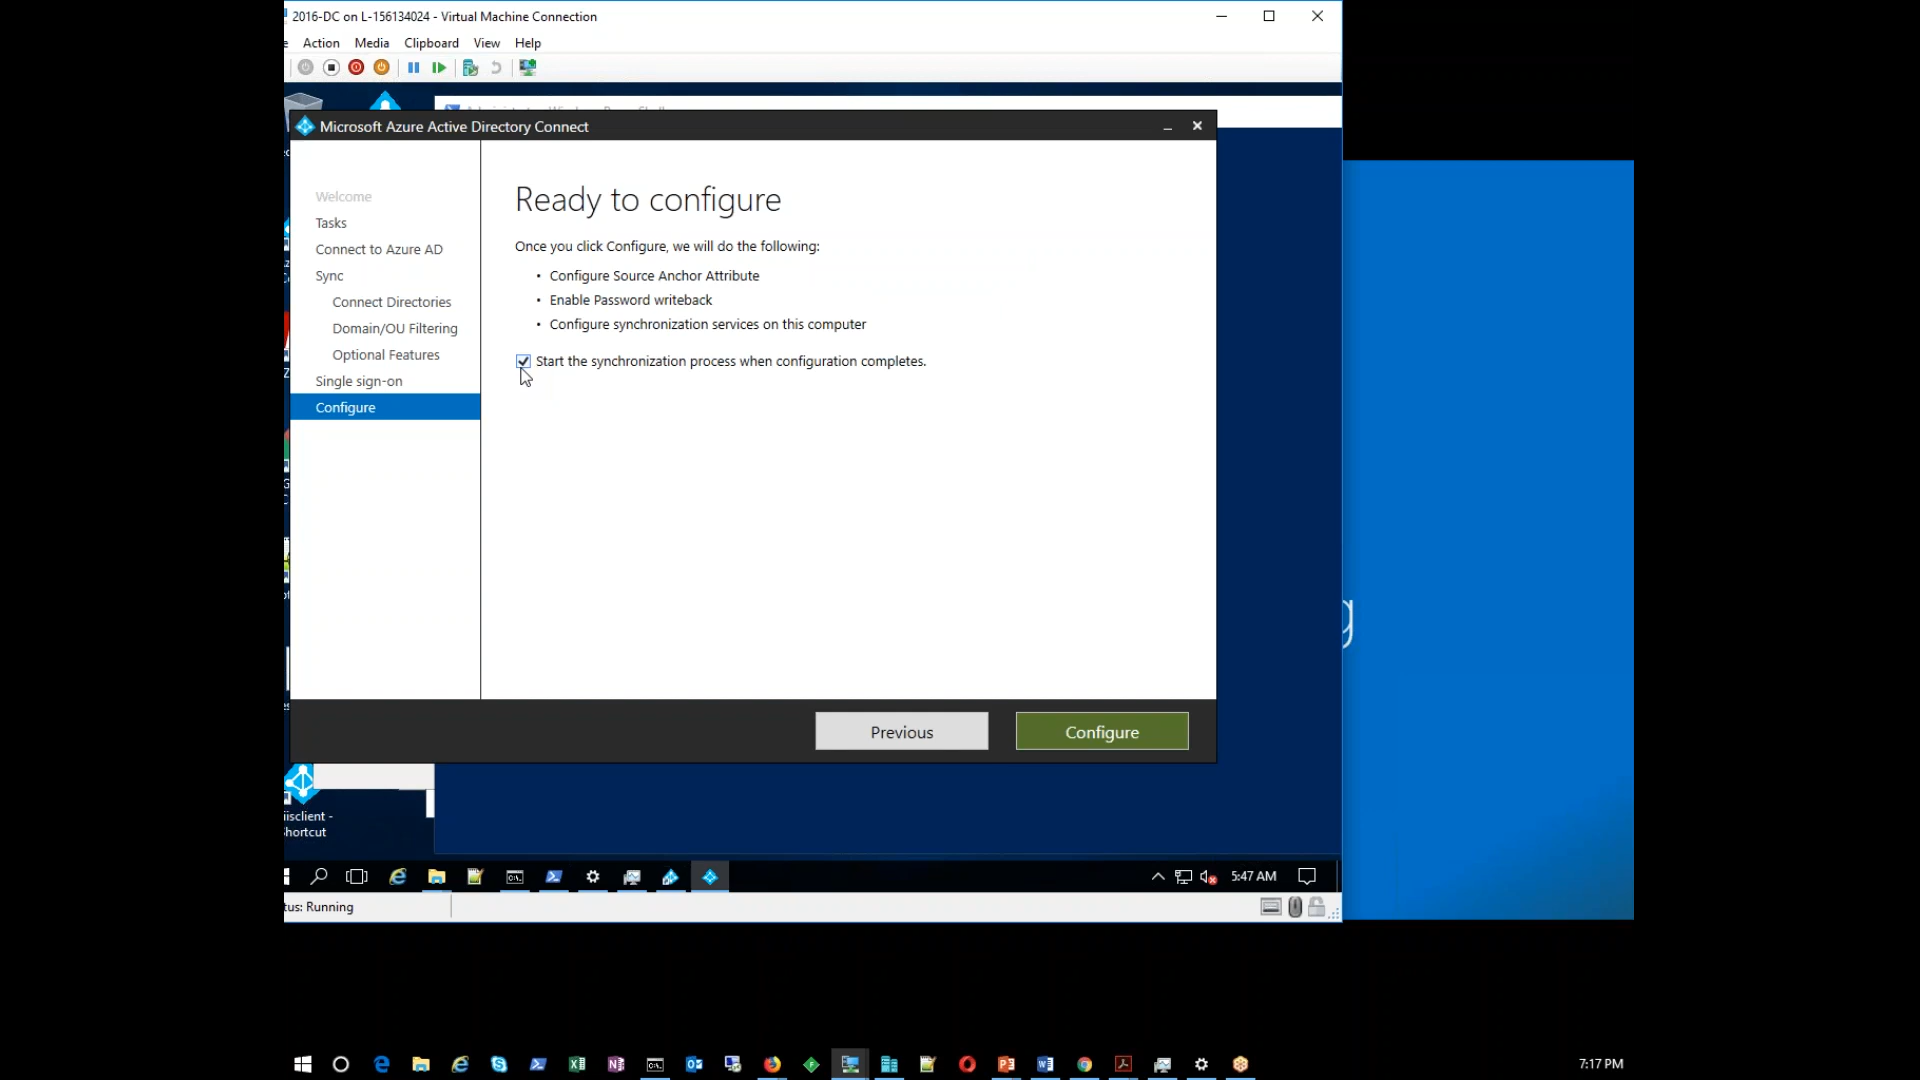 2016-DC on L-156134024 - Virtual Machine Connection
Action Media Clipboard View Help
Microsoft Azure Active Directory Connect
Welcome
Tasks
Connect to Azure AD
Sync
Connect Directories
Domain/OU Filtering
Optional Features
Single sign-on
Configure
Ready to configure
Once you click Configure, we will do the following:
• Configure Source Anchor Attribute
• Enable Password writeback
• Configure synchronization services on this computer
Start the synchronization process when configuration completes.
Previous
Configure
iisclient -
Shortcut
5:47 AM
tus: Running
g
7:17 PM